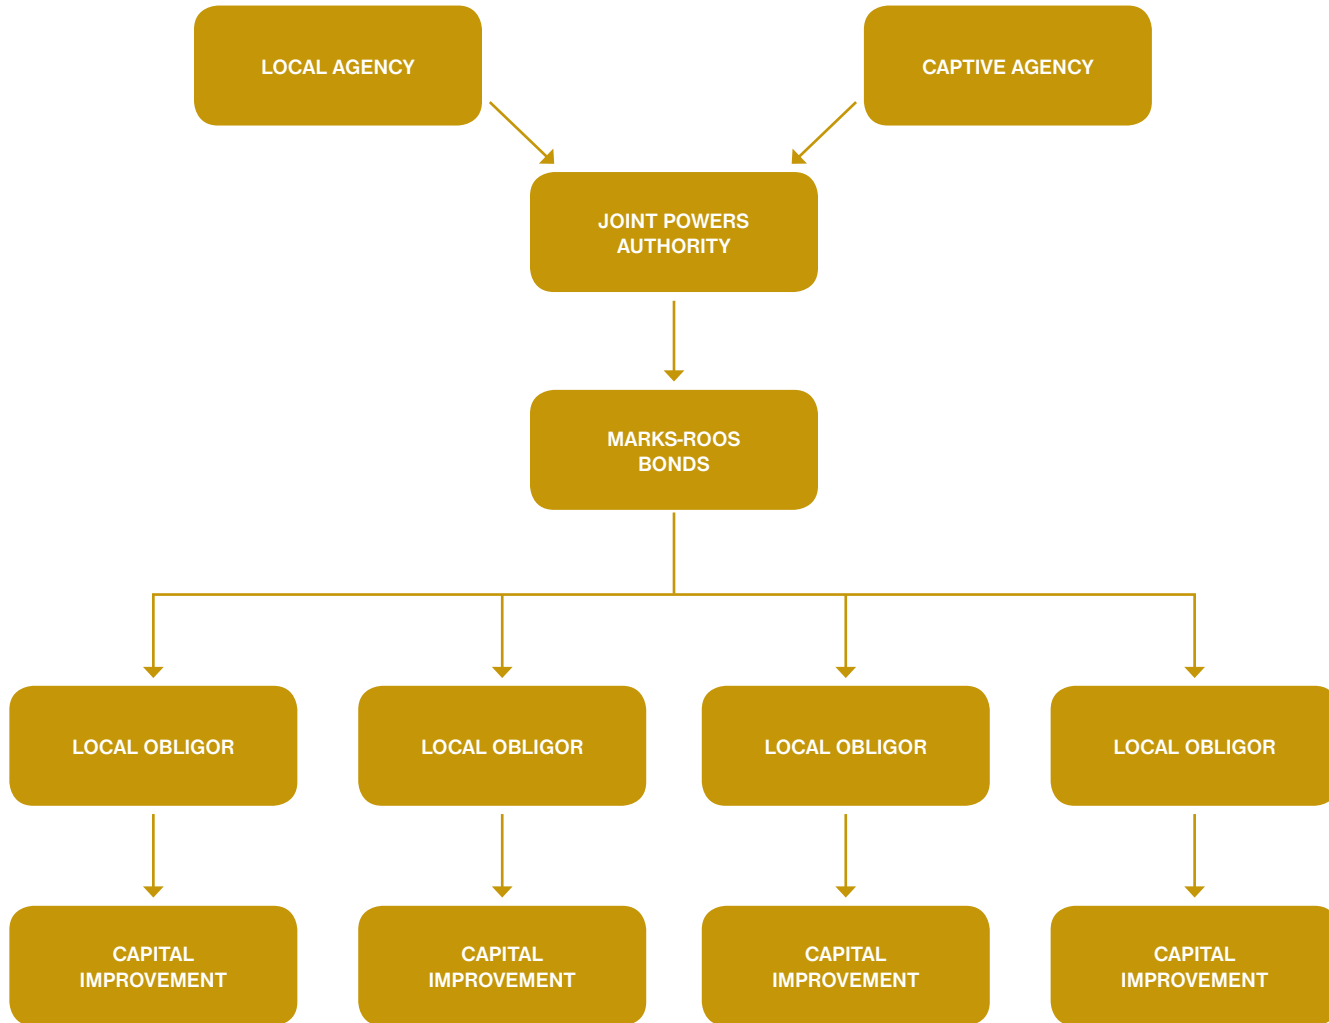 LOCAL AGENCY
CAPTIVE AGENCY
JOINT POWERS
AUTHORITY
MARKS-ROOS
BONDS
LOCAL OBLIGOR
LOCAL OBLIGOR
LOCAL OBLIGOR
LOCAL OBLIGOR
CAPITAL
IMPROVEMENT
CAPITAL
IMPROVEMENT
CAPITAL
IMPROVEMENT
CAPITAL
IMPROVEMENT